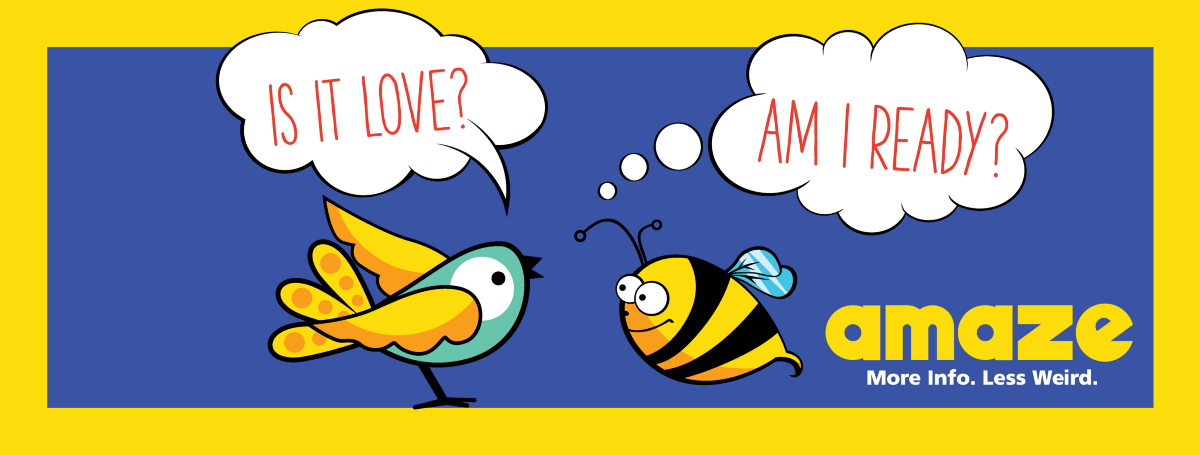 IS IT LOVE?
AM I READY?
amaze
More Info. Less Weird.